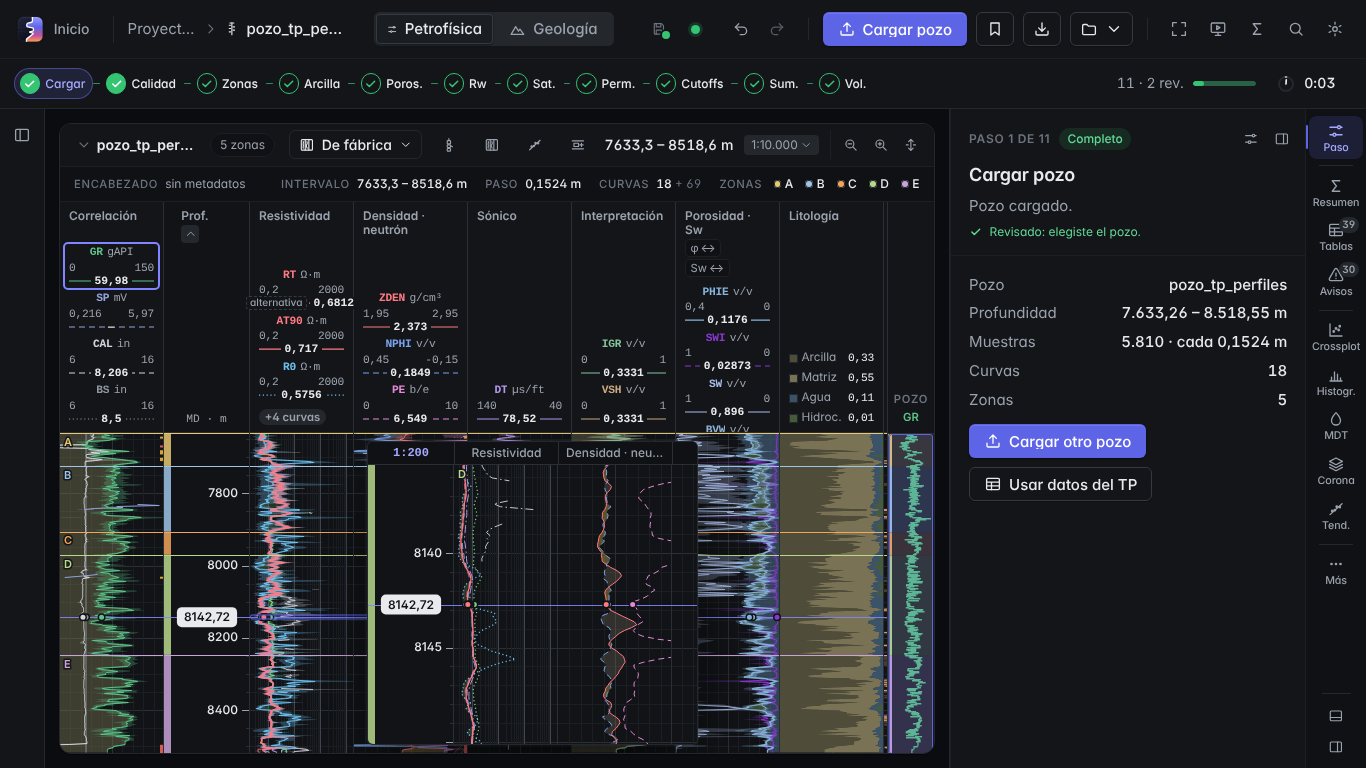 Inicio
Proyect...
pozo_tp_pe...
Petrofísica
Geología
Cargar pozo
Cargar
Calidad
Zonas
Arcilla
Poros.
Rw
Sat.
Perm.
Cutoffs
Sum.
Vol.
11 · 2 rev.
0:03
pozo_tp_per...
5 zonas
De fábrica
7633,3 – 8518,6 m
1:10.000
ENCABEZADO sin metadatos
INTERVALO 7633,3 – 8518,6 m
PASO 0,1524 m
CURVAS 18 + 69
ZONAS A B C D E
Correlación
GR gAPI
0 150
59,98
SP mV
0,216 5,97
CAL in
6 16
8,206
BS in
6 16
8,5
Prof.
MD · m
Resistividad
RT Ω·m
0,2 2000
alternativa 0,6812
AT90 Ω·m
0,2 2000
0,717
R0 Ω·m
0,2 2000
0,5756
+4 curvas
Densidad ·
neutrón
ZDEN g/cm³
1,95 2,95
2,373
NPHI v/v
0,45 -0,15
0,1849
PE b/e
0 10
6,549
Sónico
DT µs/ft
140 40
78,52
Interpretación
IGR v/v
0 1
0,3331
VSH v/v
0 1
0,3331
Porosidad ·
Sw
φ ↔
Sw ↔
PHIE v/v
0,4 0
0,1176
SWI v/v
1 0
0,02873
SW v/v
1 0
0,896
BVW v/v
Litología
Arcilla 0,33
Matriz 0,55
Agua 0,11
Hidroc. 0,01
POZO
GR
A
B
C
D
E
7800
8000
8142,72
8200
8400
1:200
Resistividad
Densidad · neu...
D
8140
8142,72
8145
PASO 1 DE 11
Completo
Cargar pozo
Pozo cargado.
Revisado: elegiste el pozo.
Pozo pozo_tp_perfiles
Profundidad 7.633,26 – 8.518,55 m
Muestras 5.810 · cada 0,1524 m
Curvas 18
Zonas 5
Cargar otro pozo
Usar datos del TP
Paso
Resumen
39
Tablas
30
Avisos
Crossplot
Histogr.
MDT
Corona
Tend.
Más